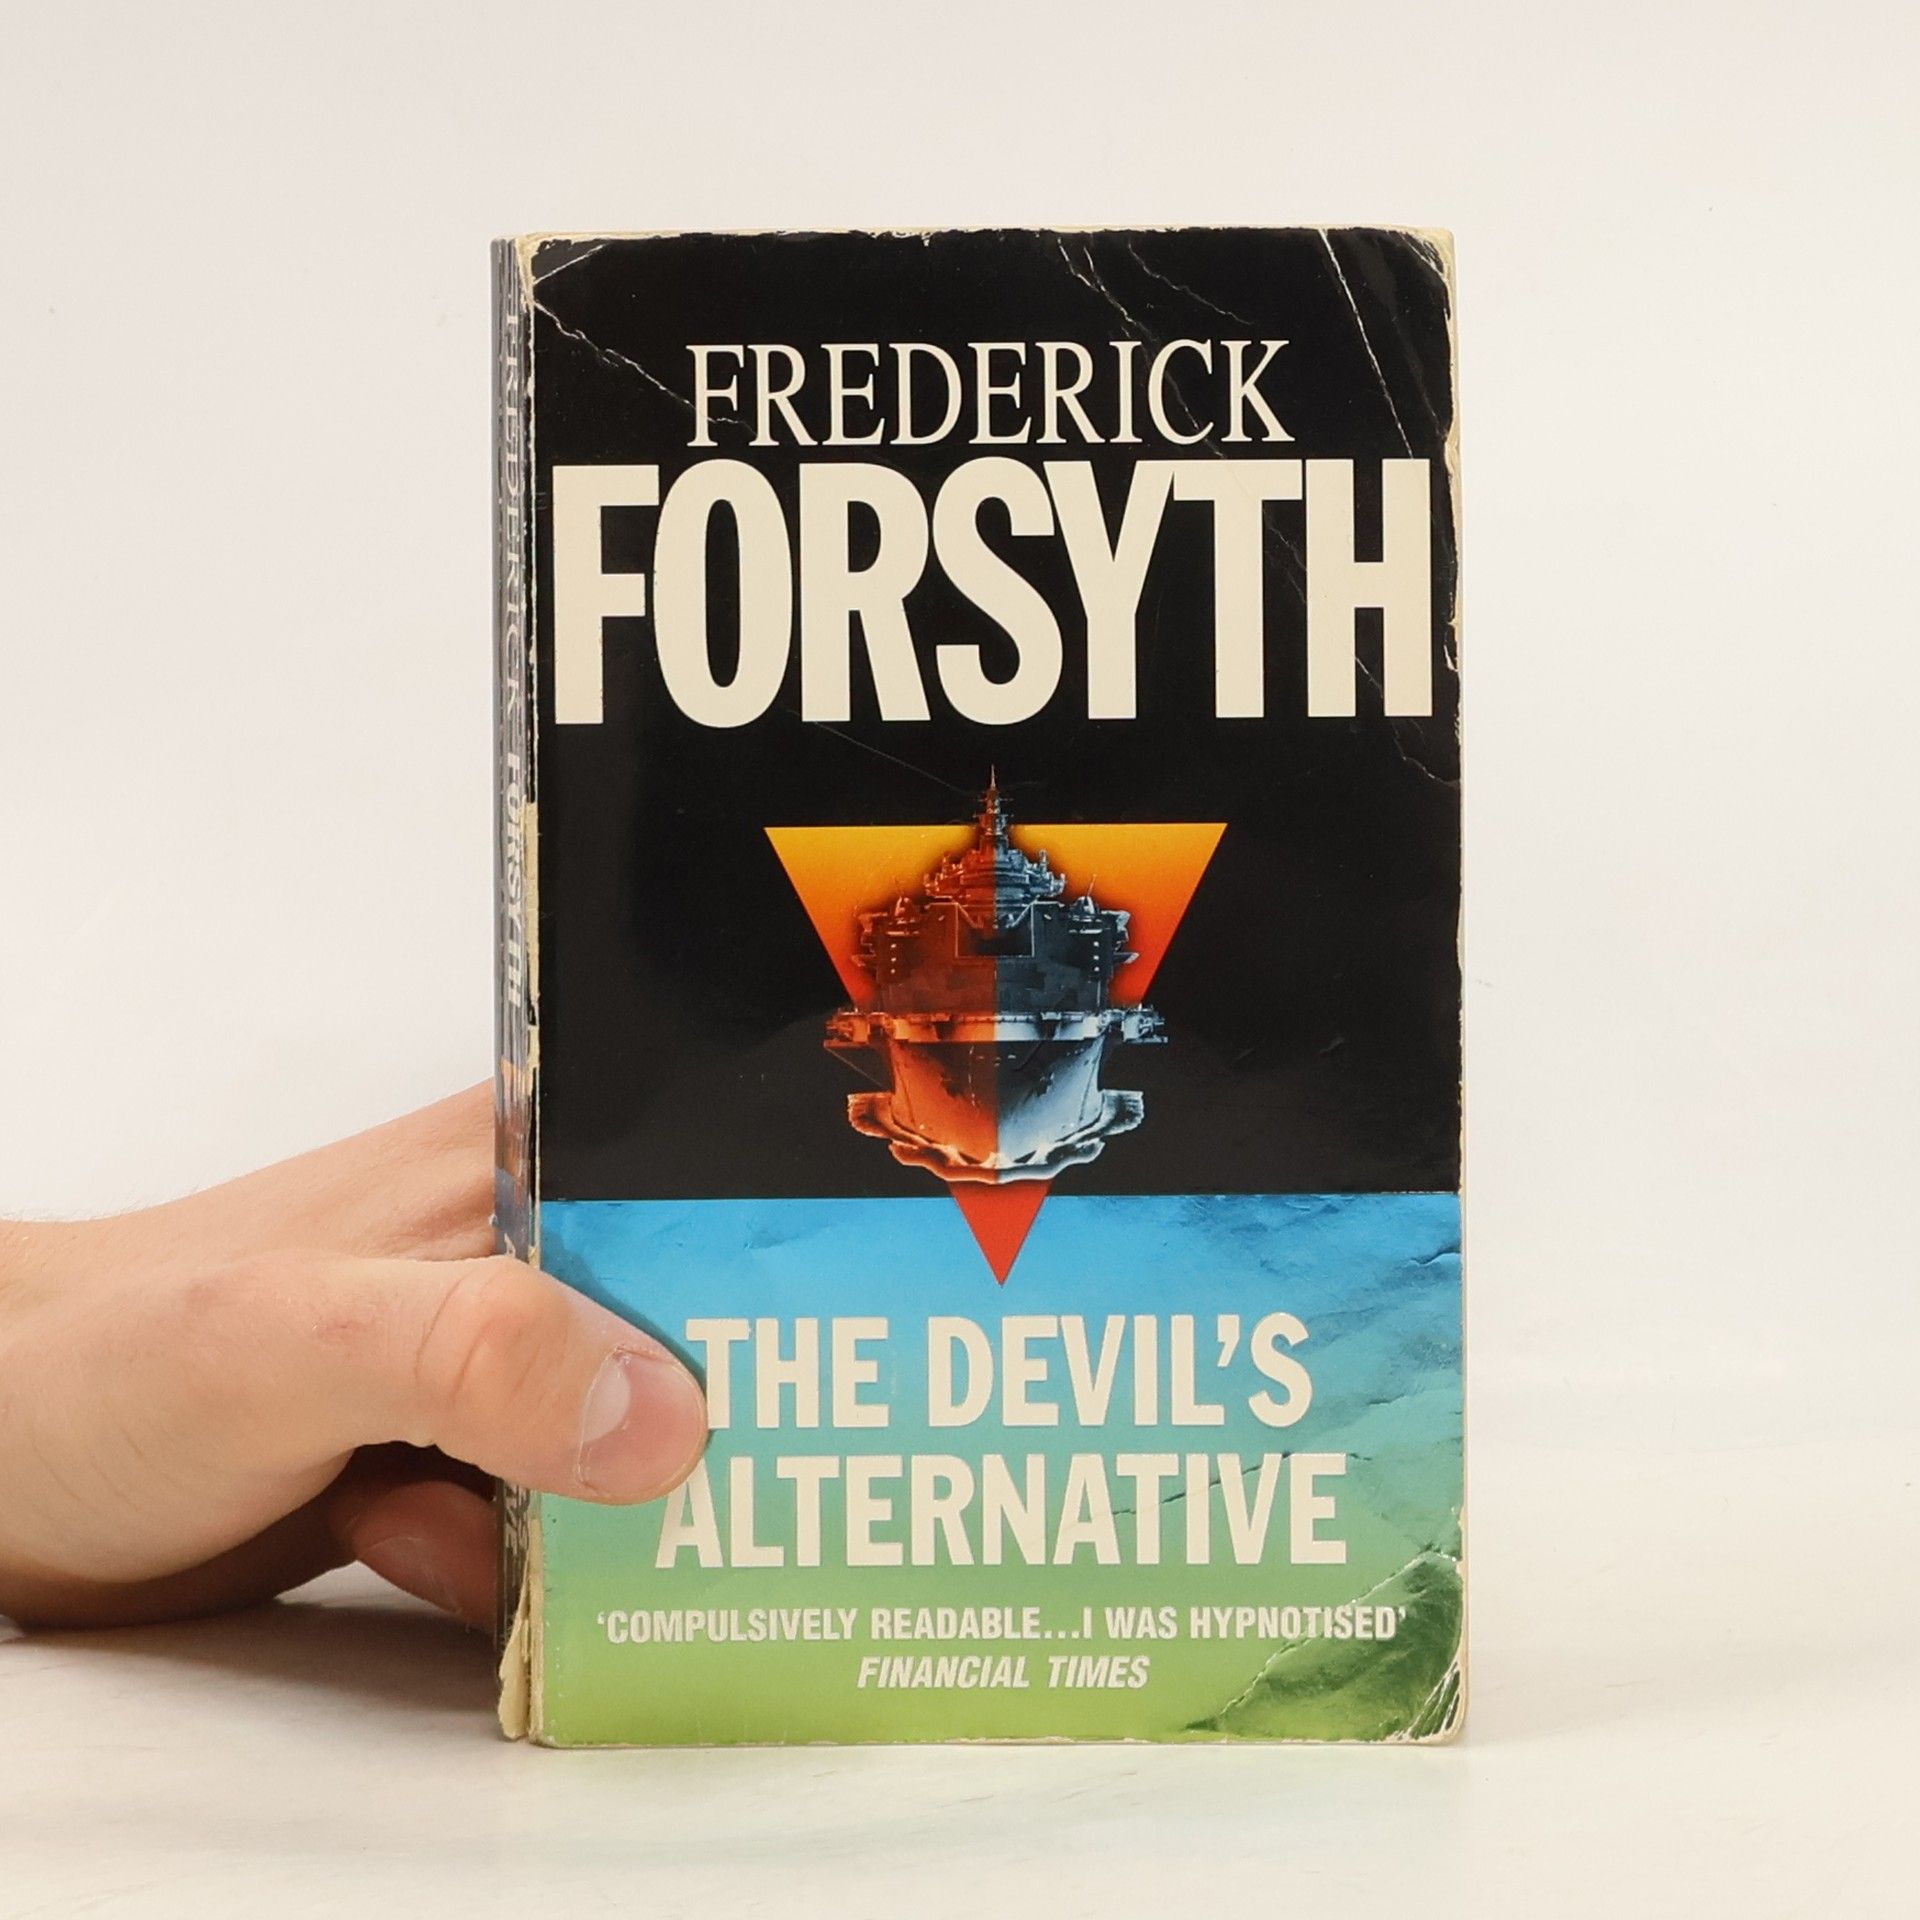 FREDERICK
FORSYTH
THE DEVIL'S
ALTERNATIVE
‘COMPULSIVELY READABLE...I WAS HYPNOTISED’
FINANCIAL TIMES
FREDERICK FORSYTH